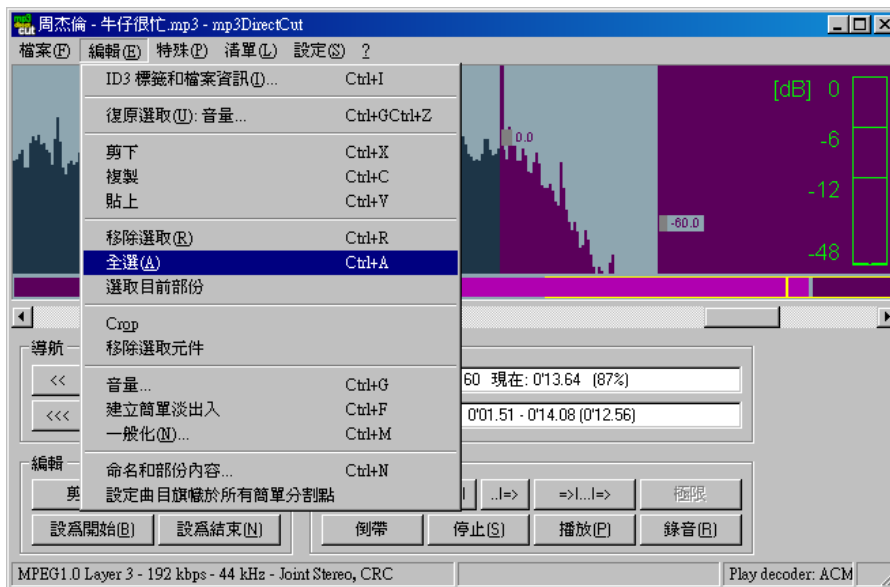 周杰倫 - 牛仔很忙.mp3 - mp3DirectCut
檔案(F) 編輯(E) 特殊(P) 清單(L) 設定(S) ?
ID3 標籤和檔案資訊(I)... Ctrl+I
復原選取(U): 音量... Ctrl+GCtrl+Z
剪下 Ctrl+X
複製 Ctrl+C
貼上 Ctrl+V
移除選取(R) Ctrl+R
全選(A) Ctrl+A
選取目前部份
Crop
移除選取元件
音量... Ctrl+G
建立簡單淡出入 Ctrl+F
一般化(N)... Ctrl+M
命名和部份內容... Ctrl+N
設定曲目旗幟於所有簡單分割點
[dB] 0
-6
-12
-48
0.0
-60.0
導航
<<
<<<
60 現在: 0'13.64 (87%)
0'01.51 - 0'14.08 (0'12.56)
編輯
剪
..I=> =>I...I=> 極限
設為開始(B) 設為結束(N) 倒帶 停止(S) 播放(P) 錄音(R)
MPEG1.0 Layer 3 - 192 kbps - 44 kHz - Joint Stereo, CRC
Play decoder: ACM